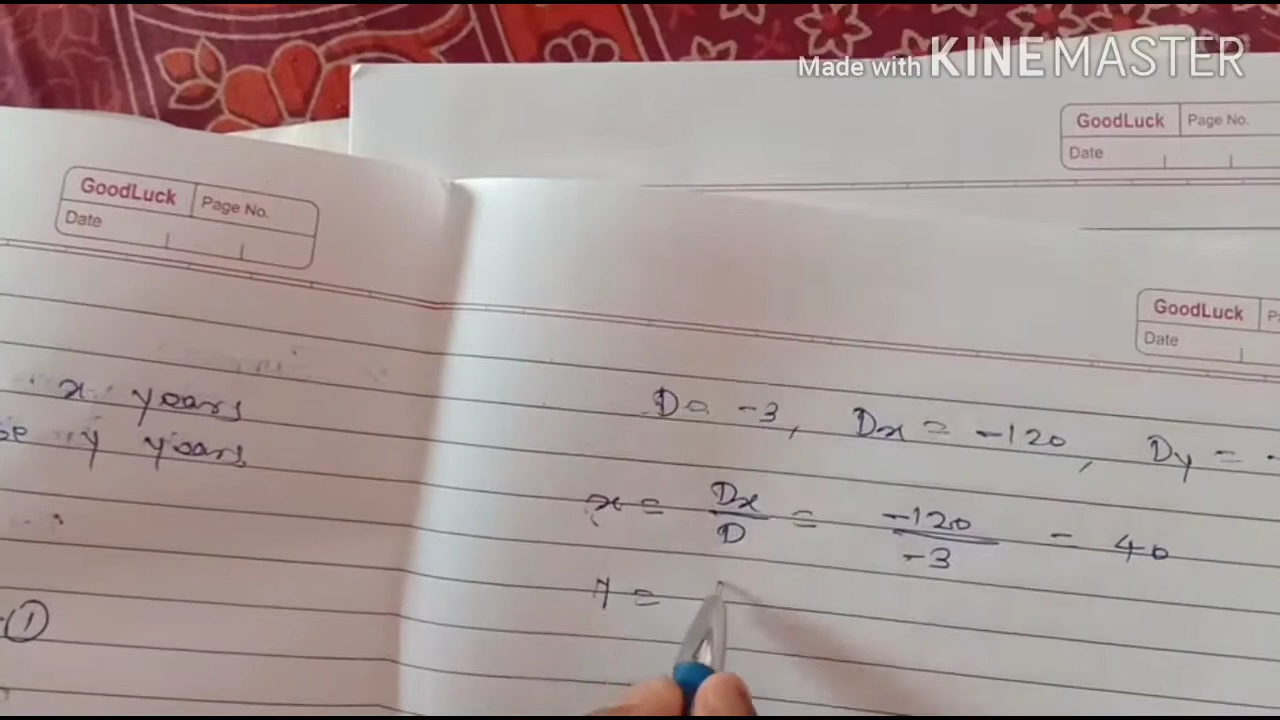 Made with KINEMASTER
GoodLuck Page No.
Date
GoodLuck Page No.
Date
GoodLuck
Date
x years
y years
①
D = -3, Dx = -120, Dy = -
x = Dx/D = -120/-3 = 40
y =